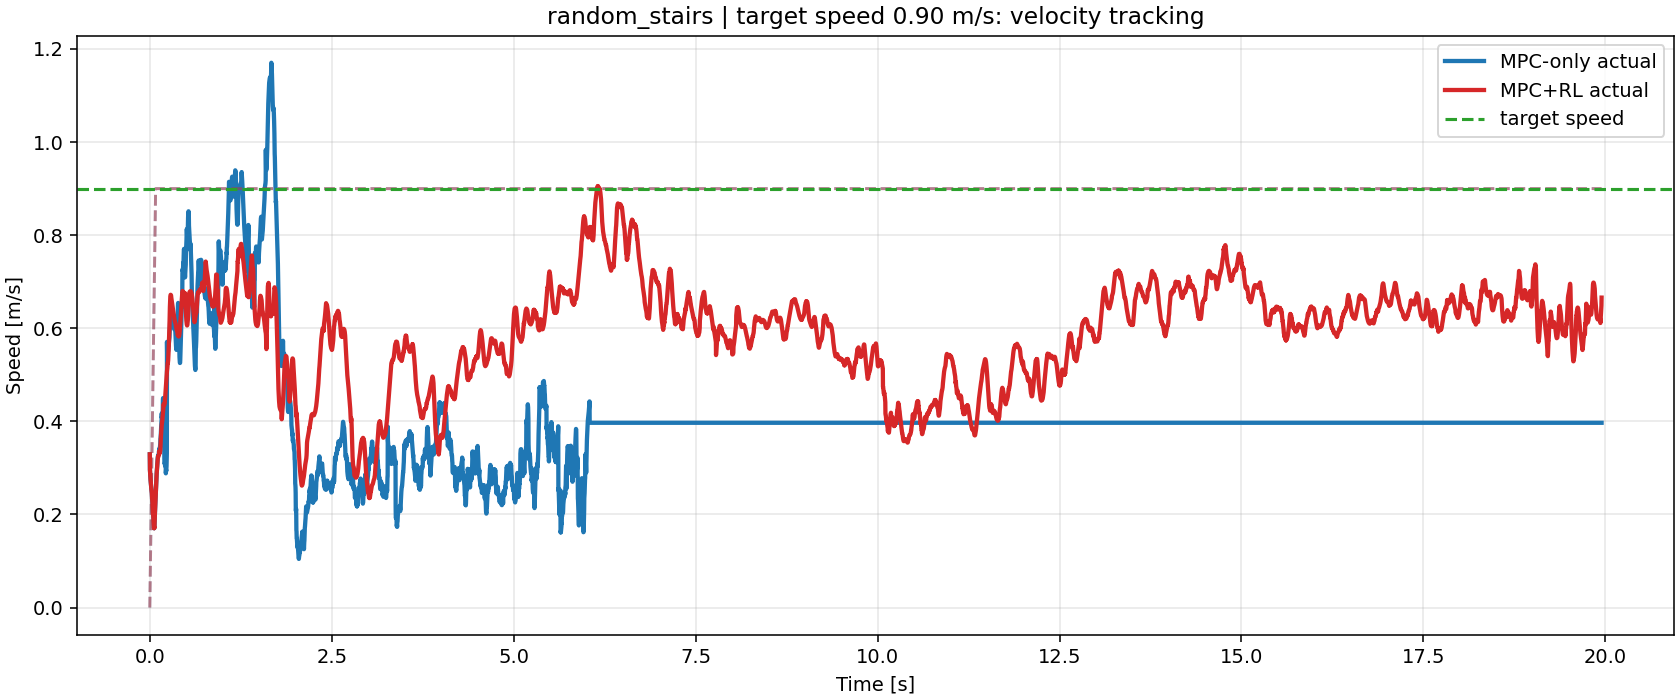 random_stairs | target speed 0.90 m/s: velocity tracking
MPC-only actual
MPC+RL actual
target speed
Speed [m/s]
1.2
1.0
0.8
0.6
0.4
0.2
0.0
0.0 2.5 5.0 7.5 10.0 12.5 15.0 17.5 20.0
Time [s]